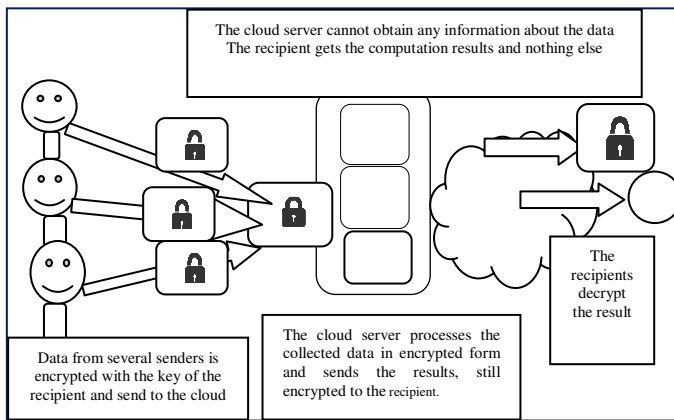 The cloud server cannot obtain any information about the data
The recipient gets the computation results and nothing else
The
recipients
decrypt
the result
The cloud server processes the
collected data in encrypted form
and sends the results, still
encrypted to the recipient.
Data from several senders is
encrypted with the key of the
recipient and send to the cloud